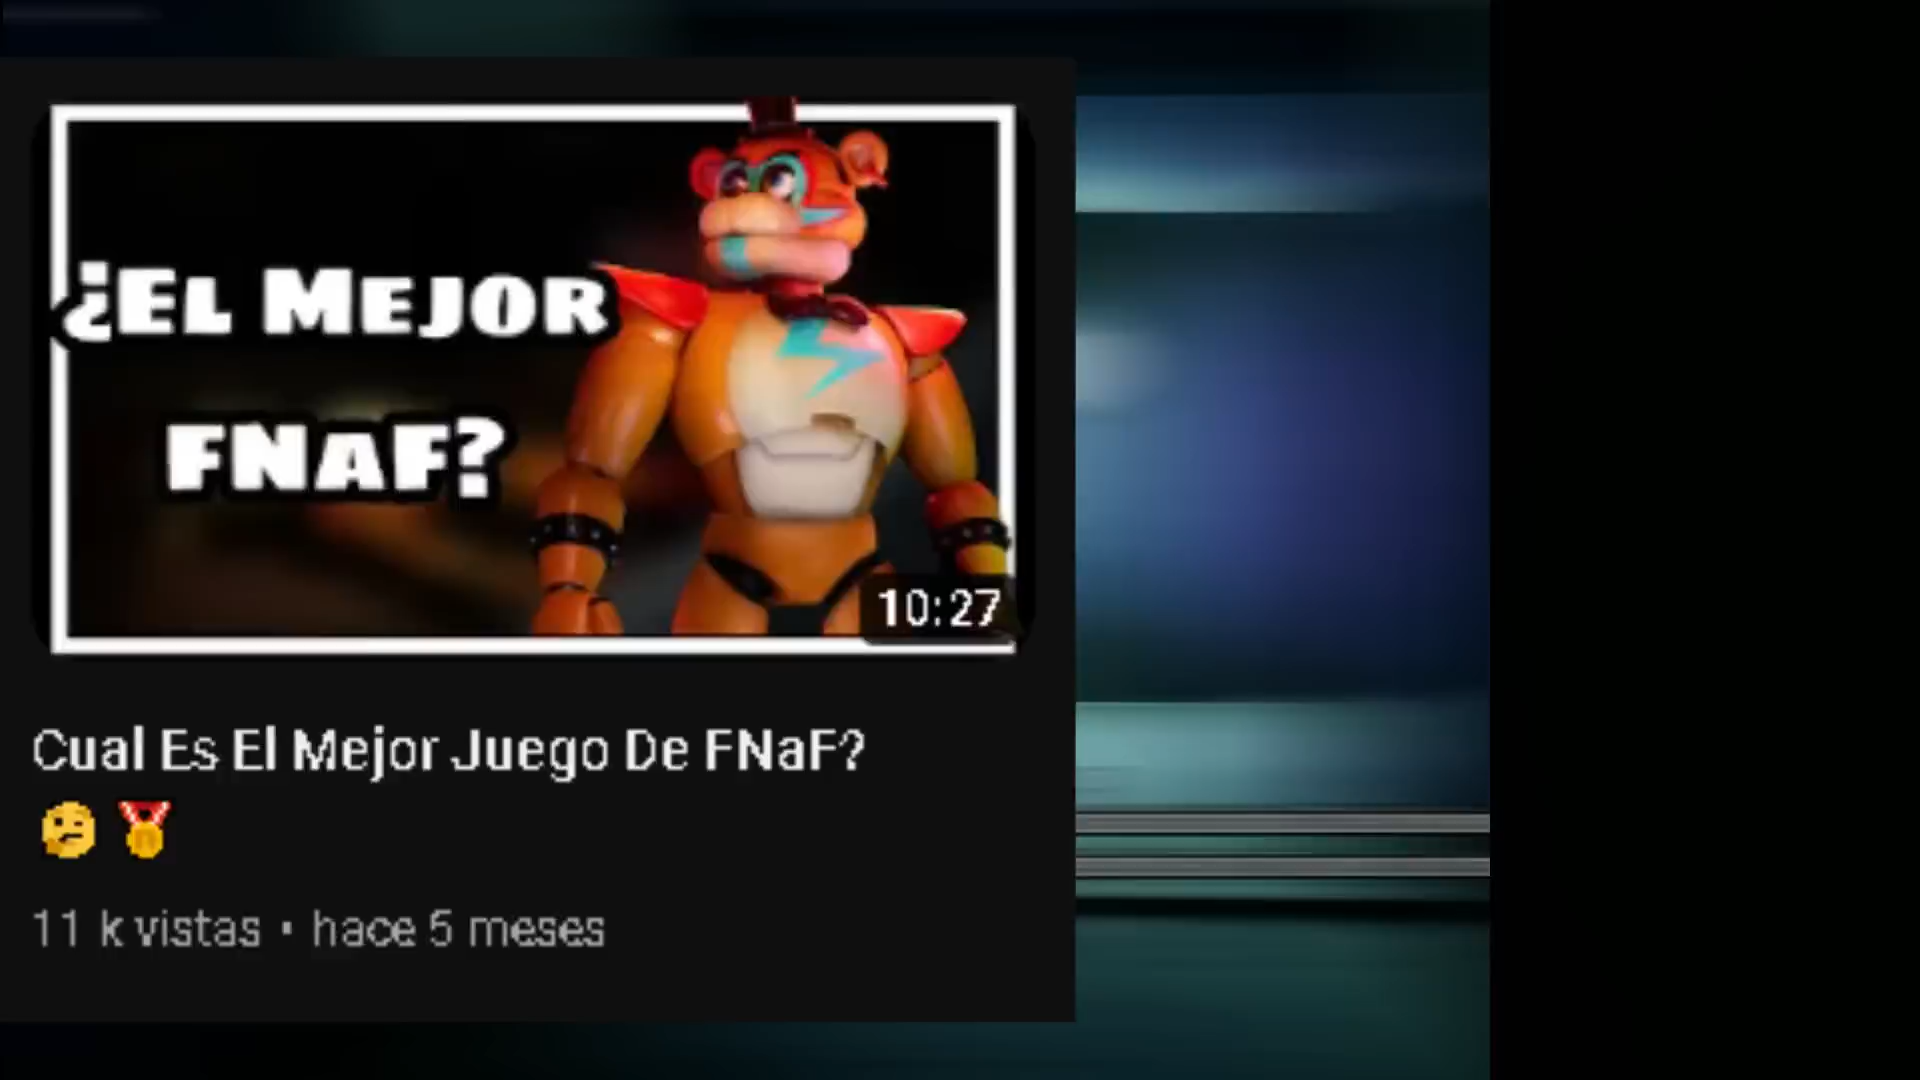 ¿El Mejor
FNaF?
10:27
Cual Es El Mejor Juego De FNaF?
🤔🏅
11 k vistas • hace 5 meses